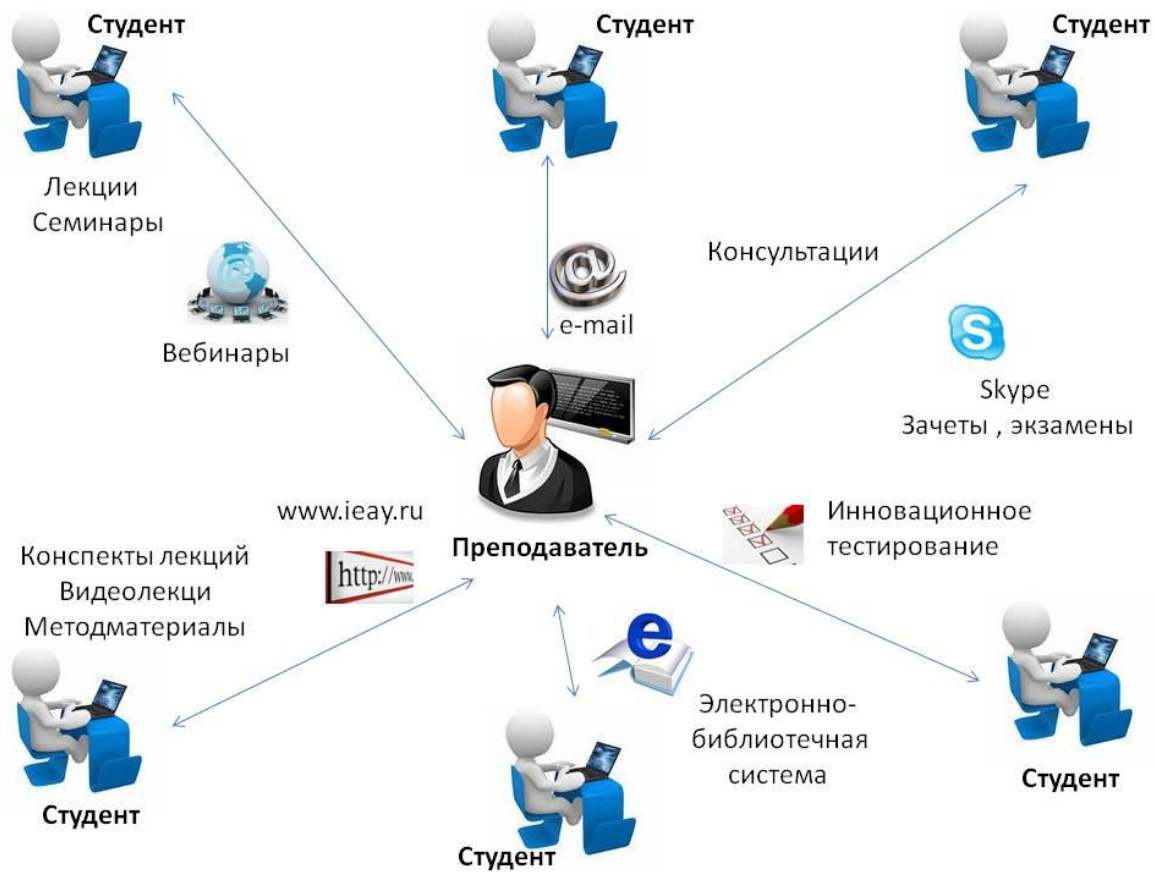 Студент
Студент
Студент
Лекции
Семинары
Вебинары
e-mail
Консультации
S
Skype
Зачеты , экзамены
www.ieay.ru
Преподаватель
Инновационное
тестирование
Конспекты лекций
Видеолекци
Методматериалы
http://www.
Электронно-
библиотечная
система
Студент
Студент
Студент